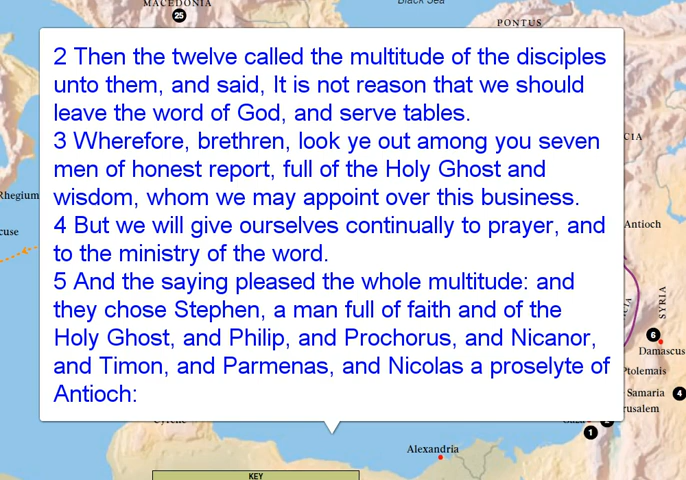 MACEDONIA
25
Black Sea
PONTUS
2 Then the twelve called the multitude of the disciples
unto them, and said, It is not reason that we should
leave the word of God, and serve tables.
3 Wherefore, brethren, look ye out among you seven
men of honest report, full of the Holy Ghost and
wisdom, whom we may appoint over this business.
4 But we will give ourselves continually to prayer, and
to the ministry of the word.
5 And the saying pleased the whole multitude: and
they chose Stephen, a man full of faith and of the
Holy Ghost, and Philip, and Prochorus, and Nicanor,
and Timon, and Parmenas, and Nicolas a proselyte of
Antioch:
CIA
Rhegium
Antioch
cuse
SYRIA
6
Damascus
Ptolemais
Samaria
4
rusalem
1
Alexandria
KEY